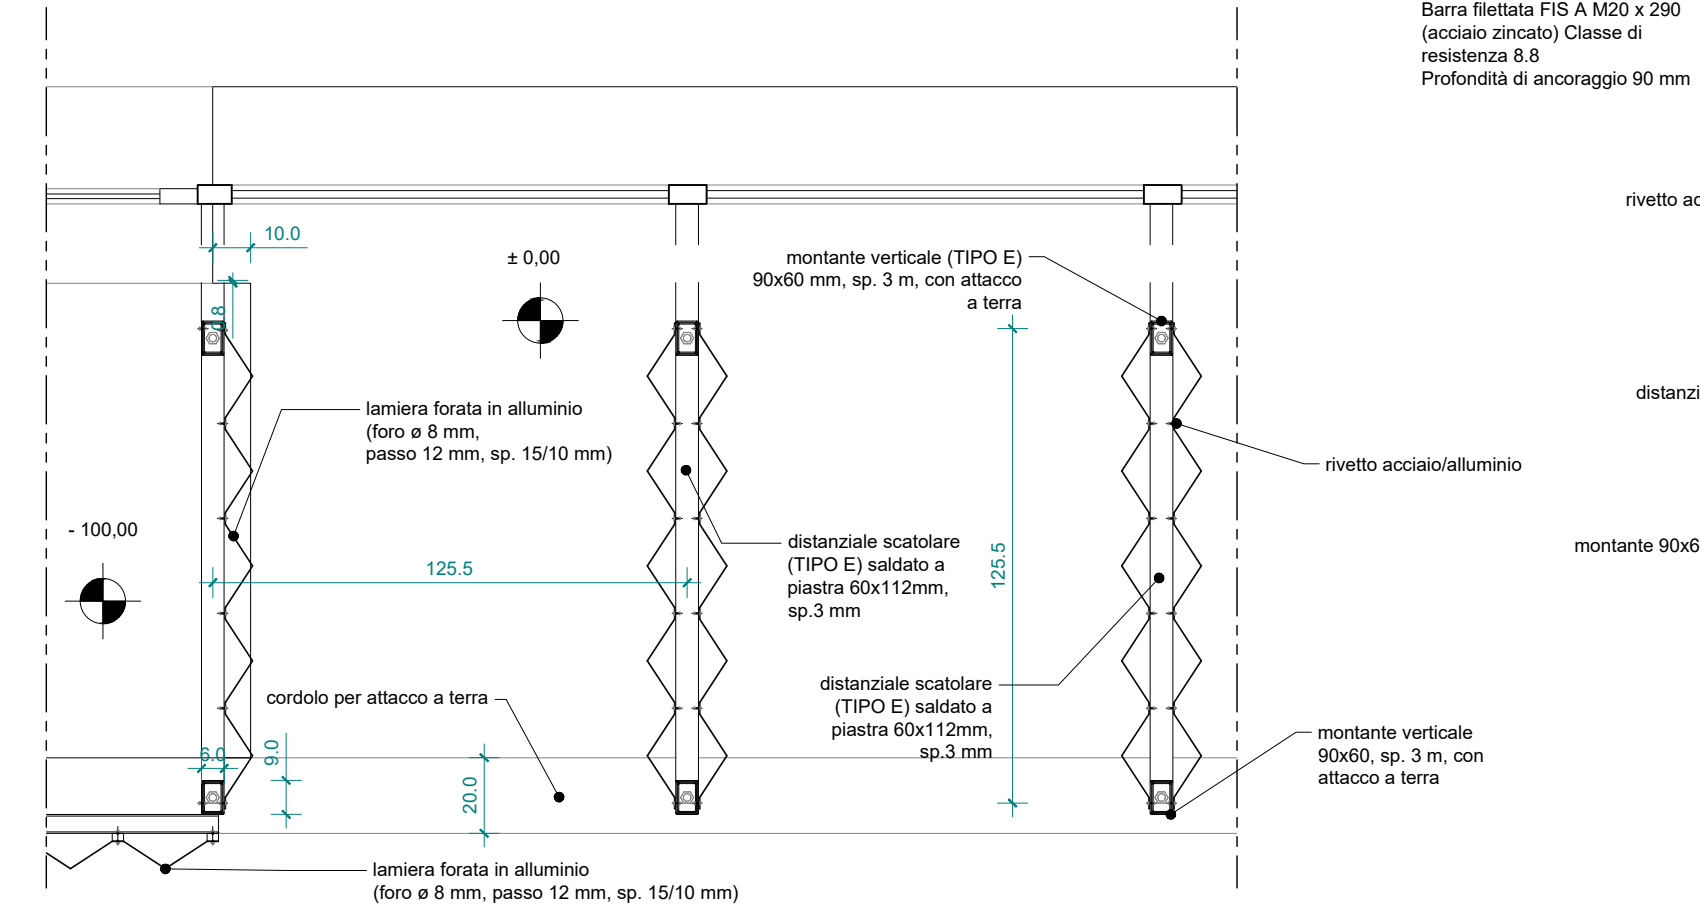 Barra filettata FIS A M20 x 290
(acciaio zincato) Classe di
resistenza 8.8
Profondità di ancoraggio 90 mm
rivetto ac
10.0
± 0,00
montante verticale (TIPO E)
90x60 mm, sp. 3 m, con attacco
a terra
distanzi
lamiera forata in alluminio
(foro ø 8 mm,
passo 12 mm, sp. 15/10 mm)
rivetto acciaio/alluminio
- 100,00
125.5
distanziale scatolare
(TIPO E) saldato a
piastra 60x112mm,
sp.3 mm
125.5
montante 90x6
cordolo per attacco a terra
distanziale scatolare
(TIPO E) saldato a
piastra 60x112mm,
sp.3 mm
6.0
9.0
20.0
montante verticale
90x60, sp. 3 m, con
attacco a terra
lamiera forata in alluminio
(foro ø 8 mm, passo 12 mm, sp. 15/10 mm)